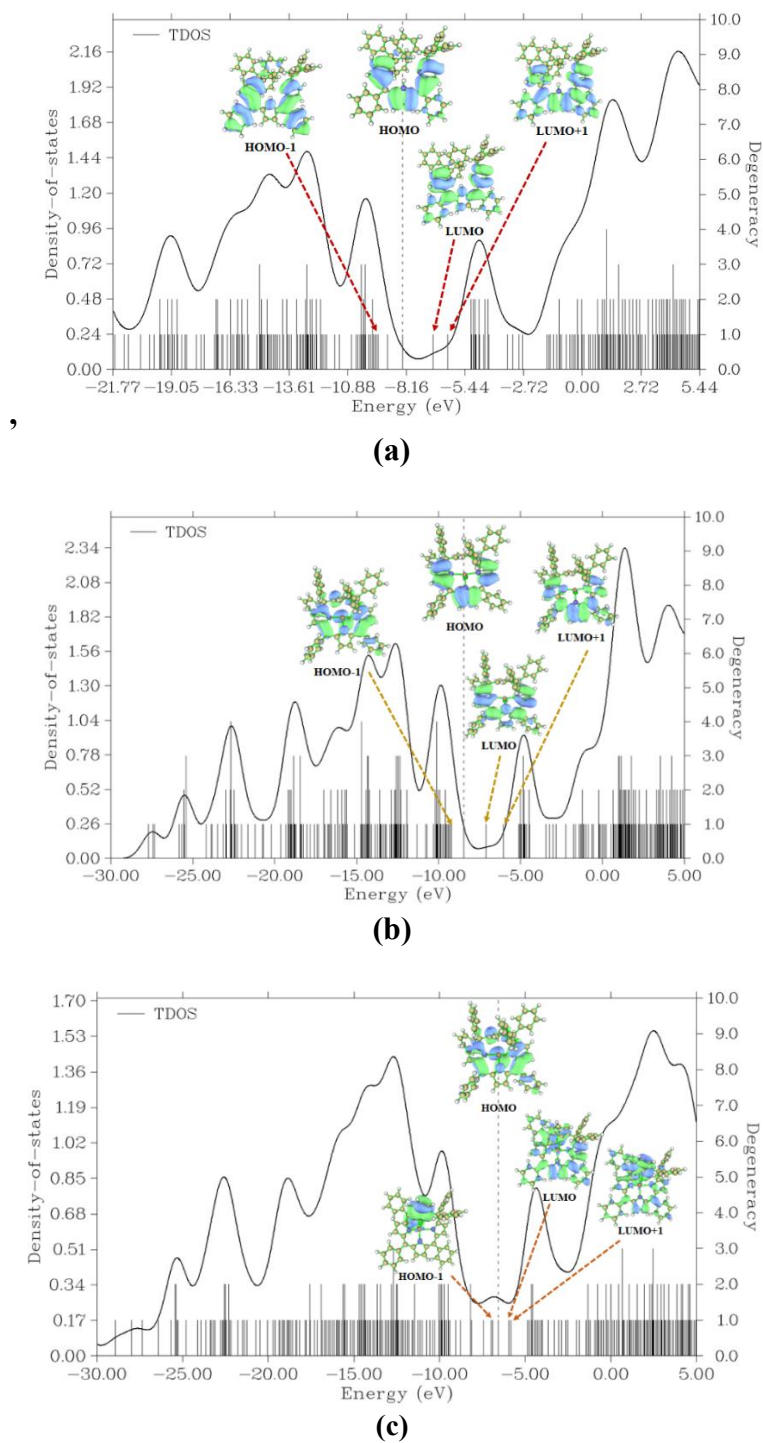 TDOS
Density-of-states
2.16
1.92
1.68
1.44
1.20
0.96
0.72
0.48
0.24
0.00
HOMO-1
HOMO
LUMO
LUMO+1
10.0
9.0
8.0
7.0
6.0
5.0
4.0
3.0
2.0
1.0
0.0
Degeneracy
−21.77 −19.05 −16.33 −13.61 −10.88 −8.16 −5.44 −2.72 0.00 2.72 5.44
Energy (eV)
,
(a)
TDOS
Density-of-states
2.34
2.08
1.82
1.56
1.30
1.04
0.78
0.52
0.26
0.00
HOMO-1
HOMO
LUMO
LUMO+1
10.0
9.0
8.0
7.0
6.0
5.0
4.0
3.0
2.0
1.0
0.0
Degeneracy
−30.00 −25.00 −20.00 −15.00 −10.00 −5.00 0.00 5.00
Energy (eV)
(b)
TDOS
Density-of-states
1.70
1.53
1.36
1.19
1.02
0.85
0.68
0.51
0.34
0.17
0.00
HOMO
LUMO
LUMO+1
HOMO-1
10.0
9.0
8.0
7.0
6.0
5.0
4.0
3.0
2.0
1.0
0.0
Degeneracy
−30.00 −25.00 −20.00 −15.00 −10.00 −5.00 0.00 5.00
Energy (eV)
(c)